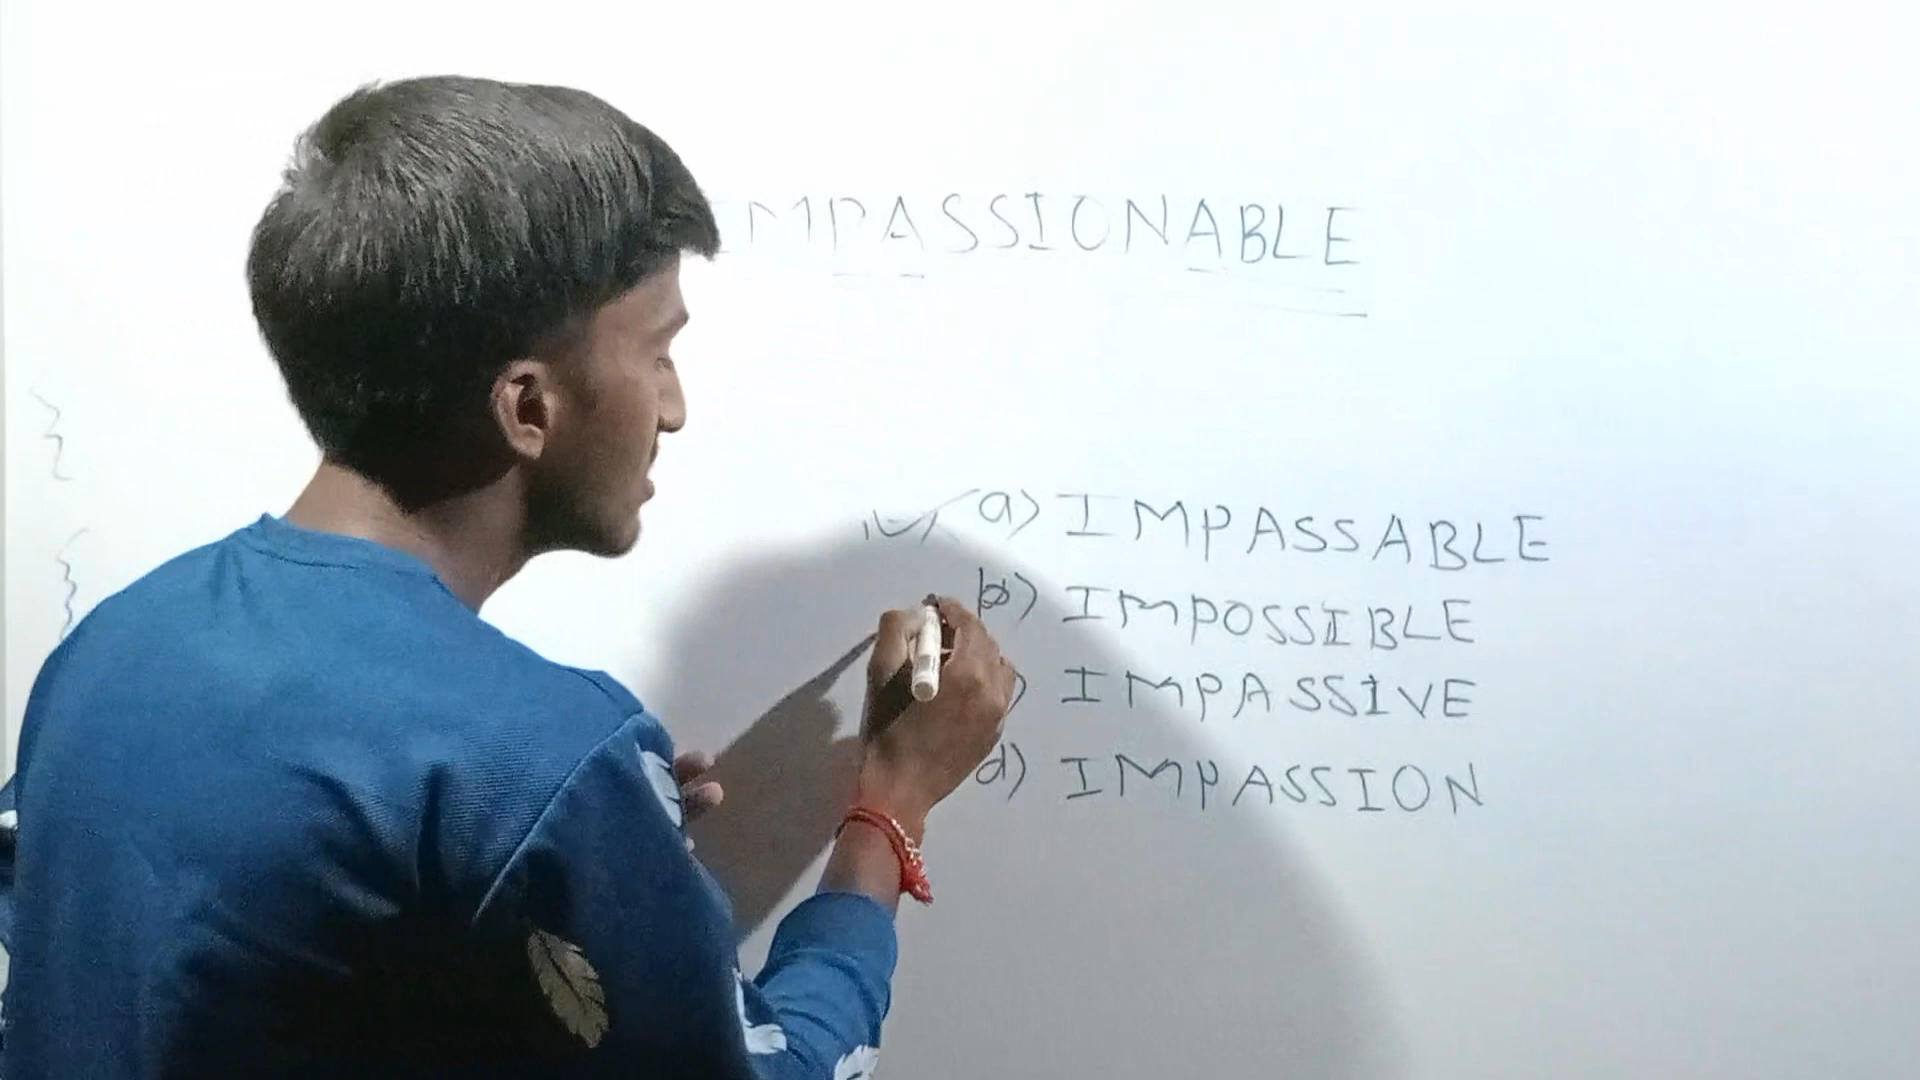 IMPASSIONABLE
a) IMPASSABLE
b) IMPOSSIBLE
) IMPASSIVE
d) IMPASSION